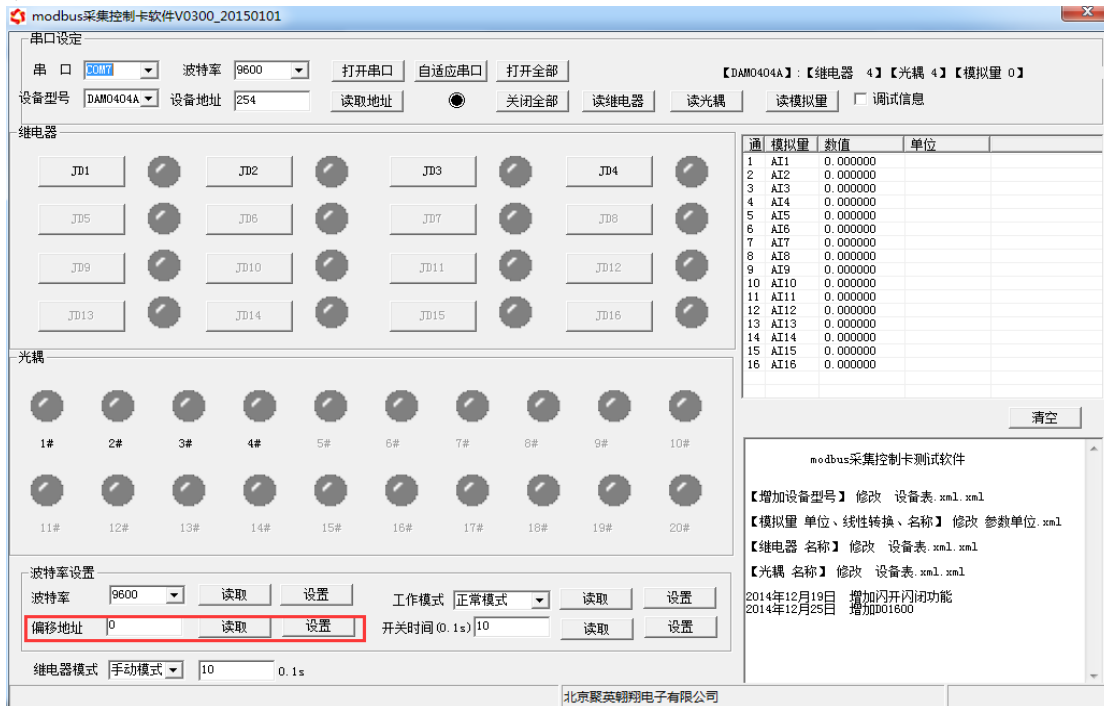 modbus采集控制卡软件V0300_20150101
串口设定
串 口 COM7 波特率 9600 打开串口 自适应串口 打开全部 【DAM0404A】:【继电器 4】【光耦 4】【模拟量 0】
设备型号 DAM0404A 设备地址 254 读取地址 关闭全部 读继电器 读光耦 读模拟量 调试信息
继电器
JD1 JD2 JD3 JD4
JD5 JD6 JD7 JD8
JD9 JD10 JD11 JD12
JD13 JD14 JD15 JD16
光耦
1# 2# 3# 4# 5# 6# 7# 8# 9# 10#
11# 12# 13# 14# 15# 16# 17# 18# 19# 20#
波特率设置
波特率 9600 读取 设置 工作模式 正常模式 读取 设置
偏移地址 0 读取 设置 开关时间(0.1s) 10 读取 设置
继电器模式 手动模式 10 0.1s
通 模拟量 数值 单位
1 AI1 0.000000
2 AI2 0.000000
3 AI3 0.000000
4 AI4 0.000000
5 AI5 0.000000
6 AI6 0.000000
7 AI7 0.000000
8 AI8 0.000000
9 AI9 0.000000
10 AI10 0.000000
11 AI11 0.000000
12 AI12 0.000000
13 AI13 0.000000
14 AI14 0.000000
15 AI15 0.000000
16 AI16 0.000000
清空
modbus采集控制卡测试软件
【增加设备型号】 修改 设备表.xml.xml
【模拟量 单位、线性转换、名称】 修改 参数单位.xml
【继电器 名称】 修改 设备表.xml.xml
【光耦 名称】 修改 设备表.xml.xml
2014年12月19日 增加闪开闪闭功能
2014年12月25日 增加DO1600
北京聚英翱翔电子有限公司